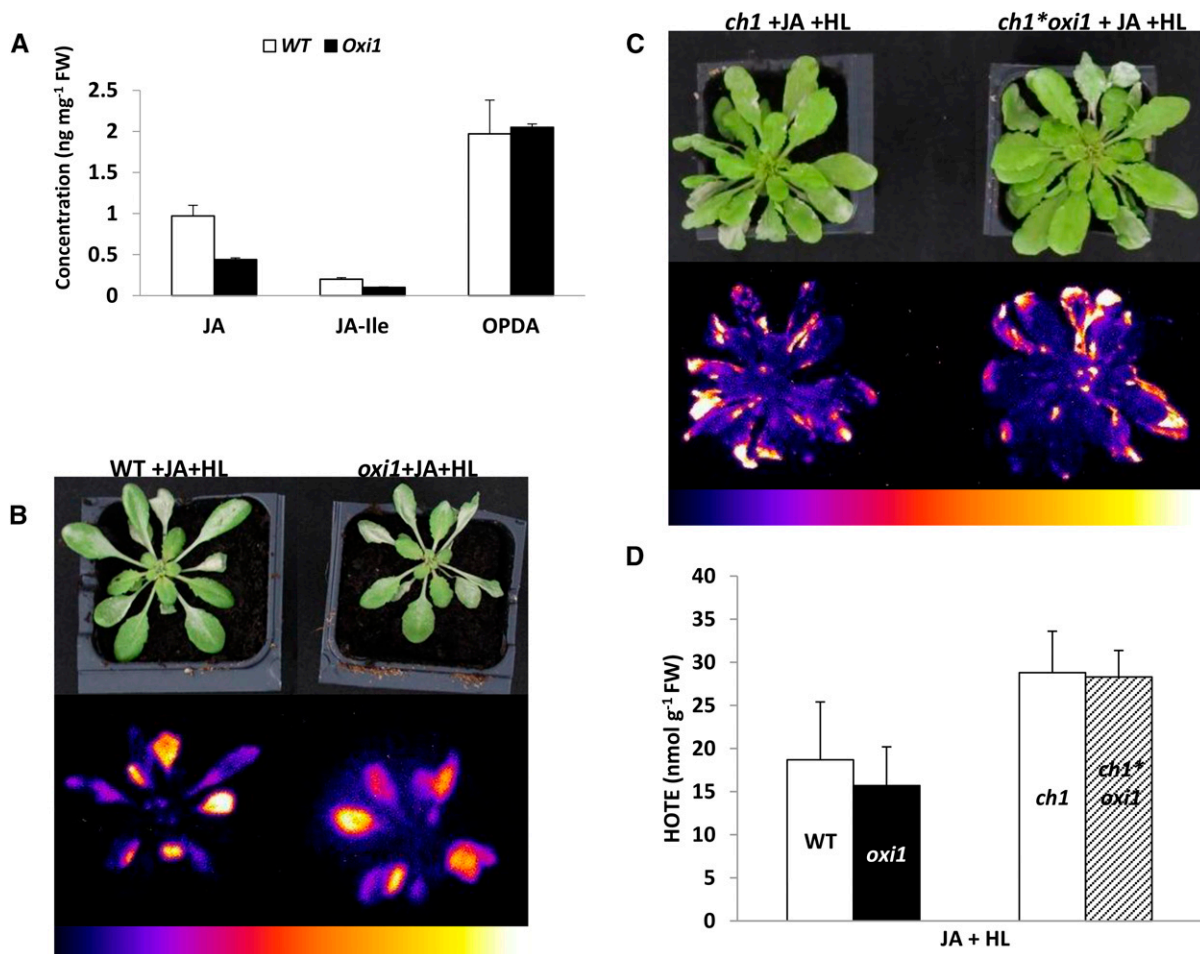 A
WT Oxi1
Concentration (ng mg-1 FW)
2.5
2
1.5
1
0.5
0
JA JA-Ile OPDA
B
WT +JA+HL oxi1+JA+HL
C
ch1 +JA +HL ch1*oxi1 + JA +HL
D
HOTE (nmol g-1 FW)
40
35
30
25
20
15
10
5
0
WT oxi1 ch1 ch1*
oxi1
JA + HL